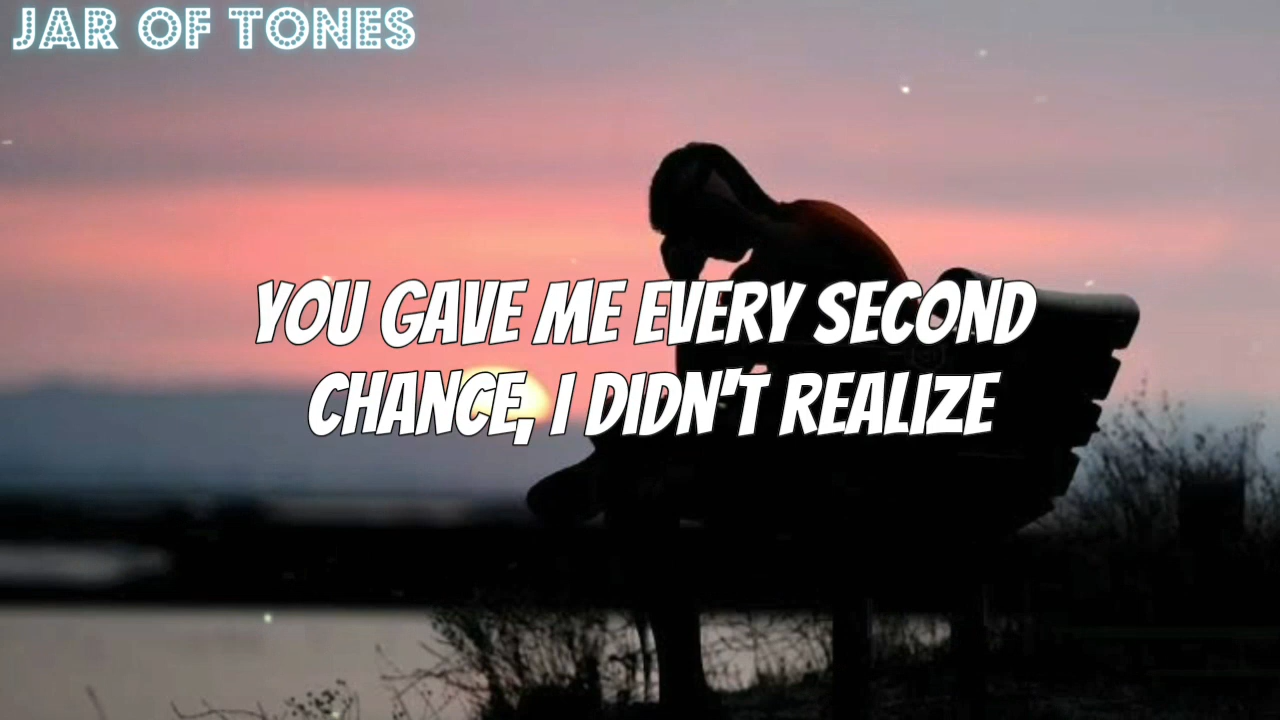 JAR OF TONES
YOU GAVE ME EVERY SECOND
CHANCE, I DIDN'T REALIZE